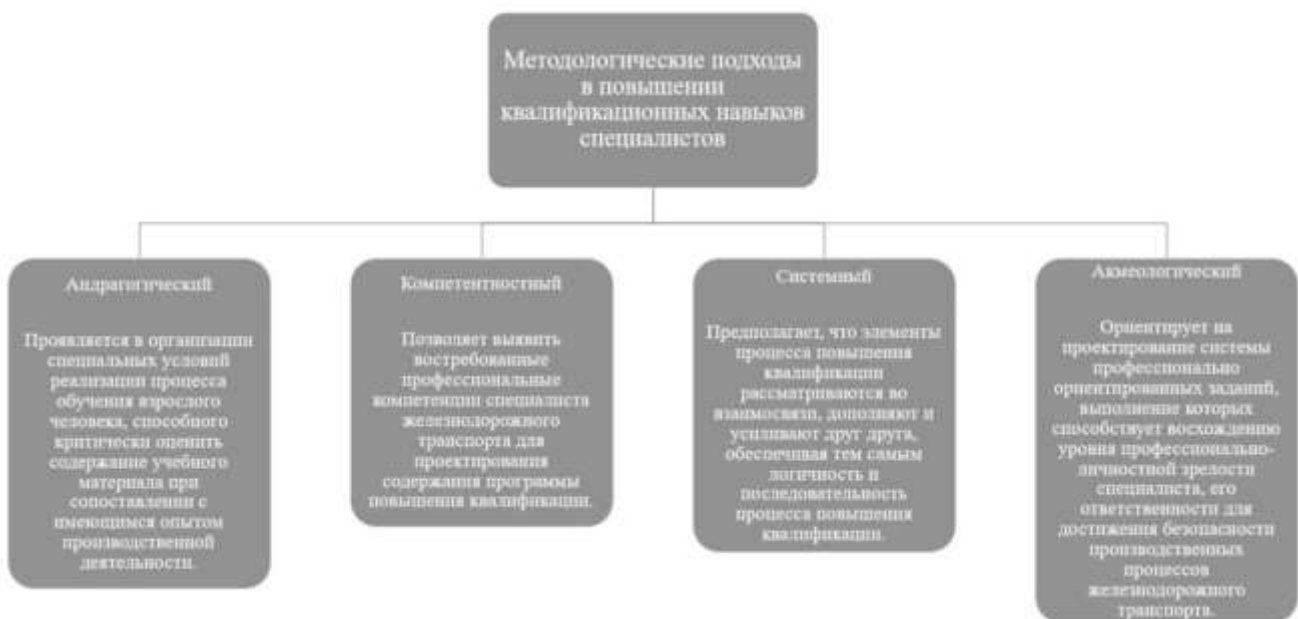 Методологические подходы
в повышении
квалификационных навыков
специалистов
Андрагогический
Проявляется в организации
специальных условий
реализации процесса
обучения взрослого
человека, способного
критически оценить
содержание учебного
материала при
сопоставлении с
имеющимся опытом
производственной
деятельности.
Компетентностный
Позволяет выявить
востребованные
профессиональные
компетенции специалиста
железнодорожного
транспорта для
проектирования
содержания программы
повышения квалификации.
Системный
Предполагает, что элементы
процесса повышения
квалификации
рассматриваются во
взаимосвязи, дополняют и
усиливают друг друга,
обеспечивая тем самым
логичность и
последовательность
процесса повышения
квалификации.
Акмеологический
Ориентирует на
проектирование системы
профессионально
ориентированных заданий,
выполнение которых
способствует восхождению
уровня профессионально-
личностной зрелости
специалиста, его
ответственности для
достижения безопасности
производственных
процессов
железнодорожного
транспорта.